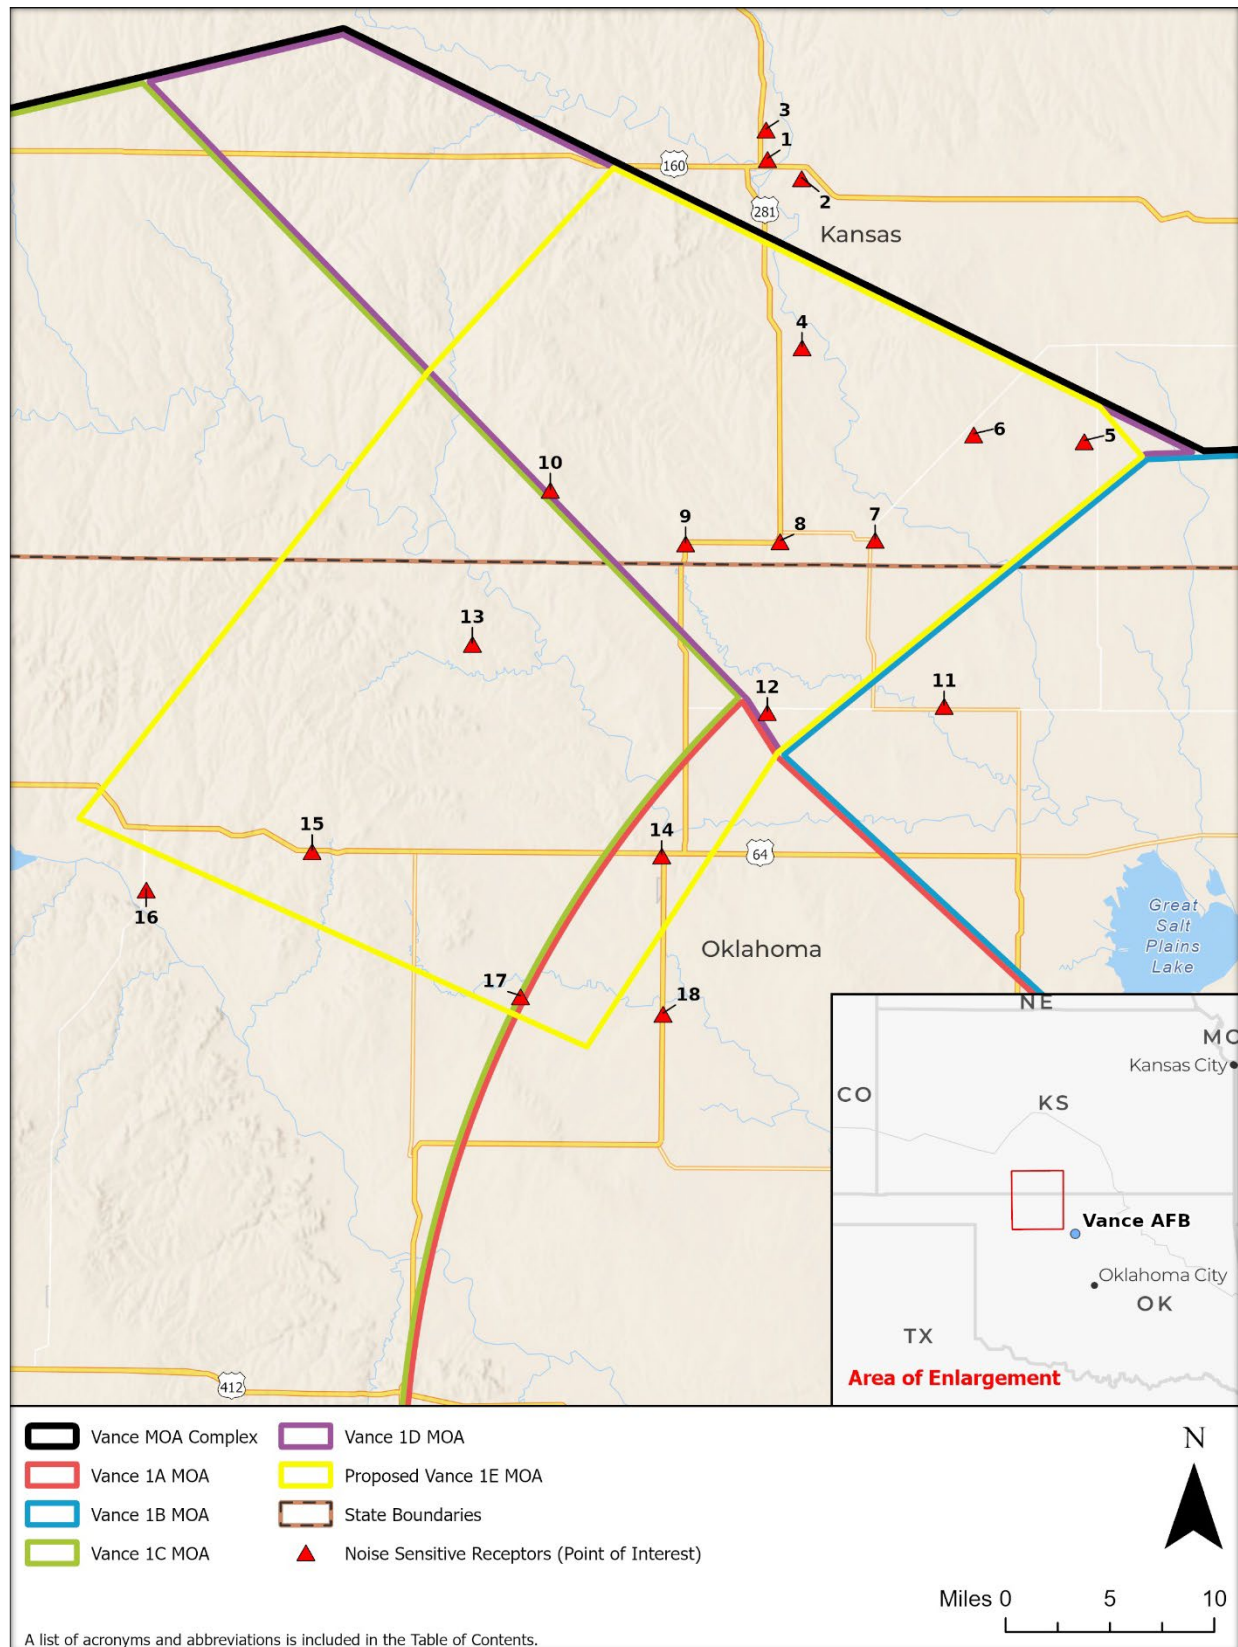 3
1
160
2
281
Kansas
4
6
5
10
9
8
7
13
12
11
15
14
64
16
Great
Salt
Plains
Lake
Oklahoma
17
18
412
NE
MO
Kansas City
CO
KS
Vance AFB
Oklahoma City
OK
TX
Area of Enlargement
Vance MOA Complex
Vance 1D MOA
Vance 1A MOA
Proposed Vance 1E MOA
Vance 1B MOA
State Boundaries
Vance 1C MOA
Noise Sensitive Receptors (Point of Interest)
N
Miles 0 5 10
A list of acronyms and abbreviations is included in the Table of Contents.